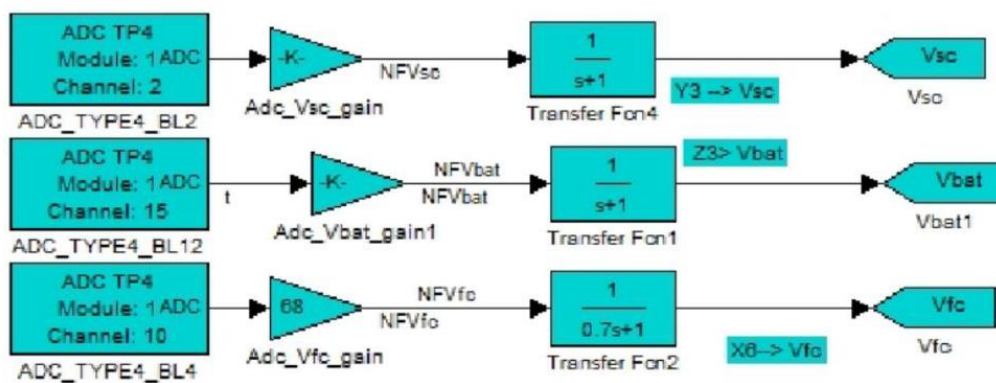 ADC TP4
Module: 1 ADC
Channel: 2
ADC_TYPE4_BL2
-K-
Adc_Vsc_gain
NFVsc
1
s+1
Transfer Fcn4
Y3 --> Vsc
Vsc
Vsc
ADC TP4
Module: 1 ADC
Channel: 15
ADC_TYPE4_BL12
t
-K-
Adc_Vbat_gain1
NFVbat
NFVbat
1
s+1
Transfer Fcn1
Z3> Vbat
Vbat
Vbat1
ADC TP4
Module: 1 ADC
Channel: 10
ADC_TYPE4_BL4
68
Adc_Vfc_gain
NFVfc
NFVfc
1
0.7s+1
Transfer Fcn2
X6--> Vfc
Vfc
Vfc